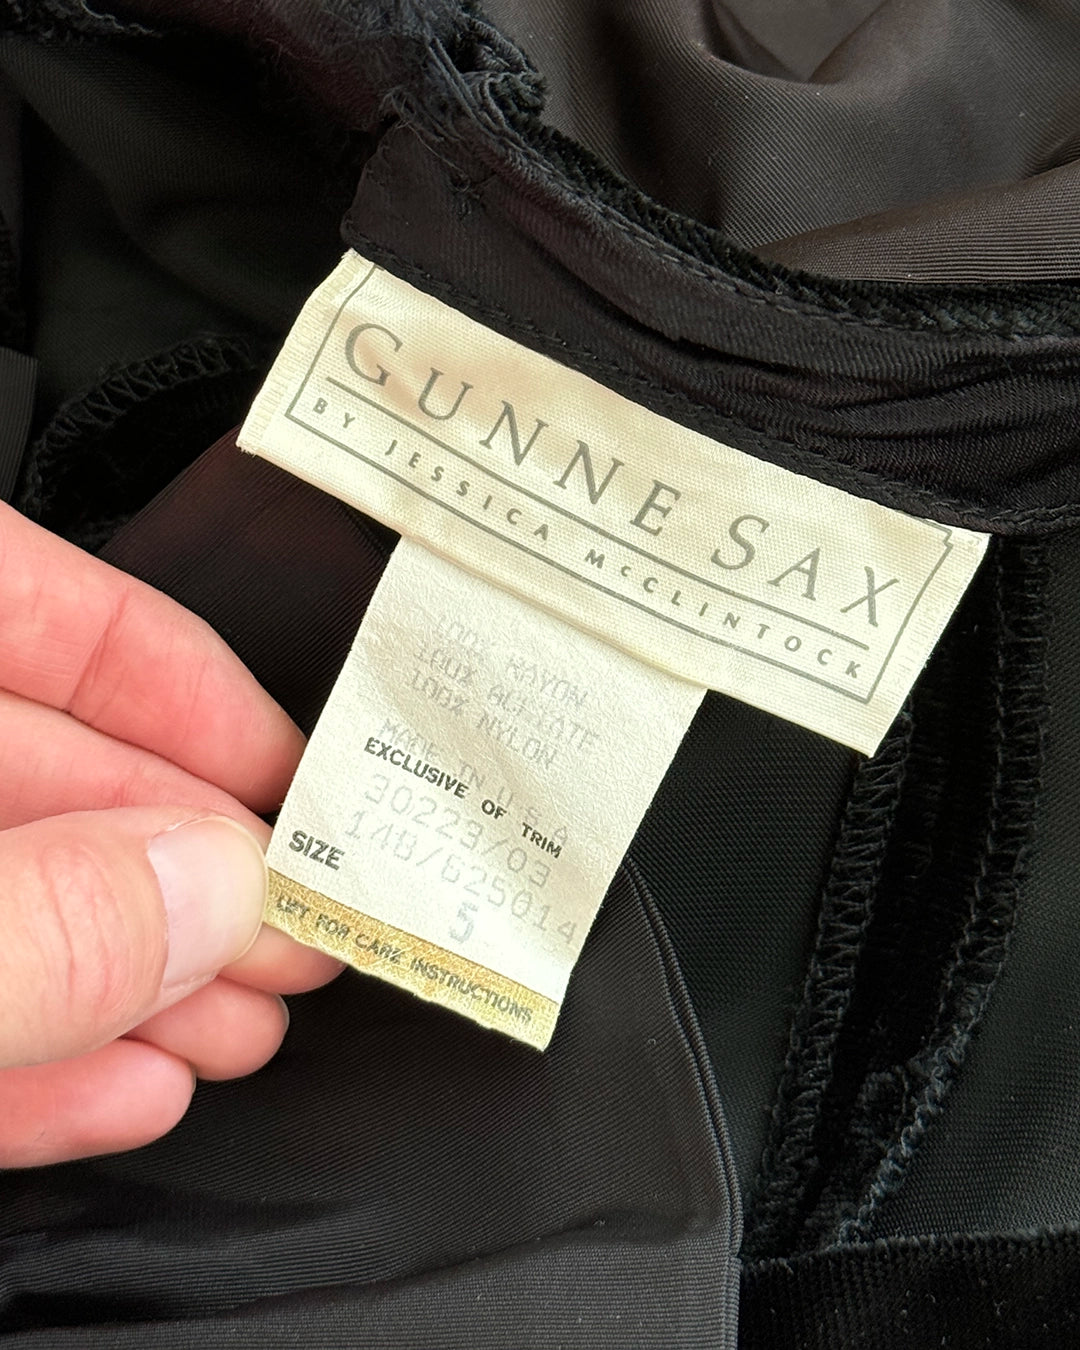 GUNNE SAX
BY JESSICA McCLINTOCK
100% RAYON
100% ACETATE
100% NYLON
MADE IN U S A
EXCLUSIVE OF TRIM
30223/03
14B/625014
SIZE 5
LIFT FOR CARE INSTRUCTIONS